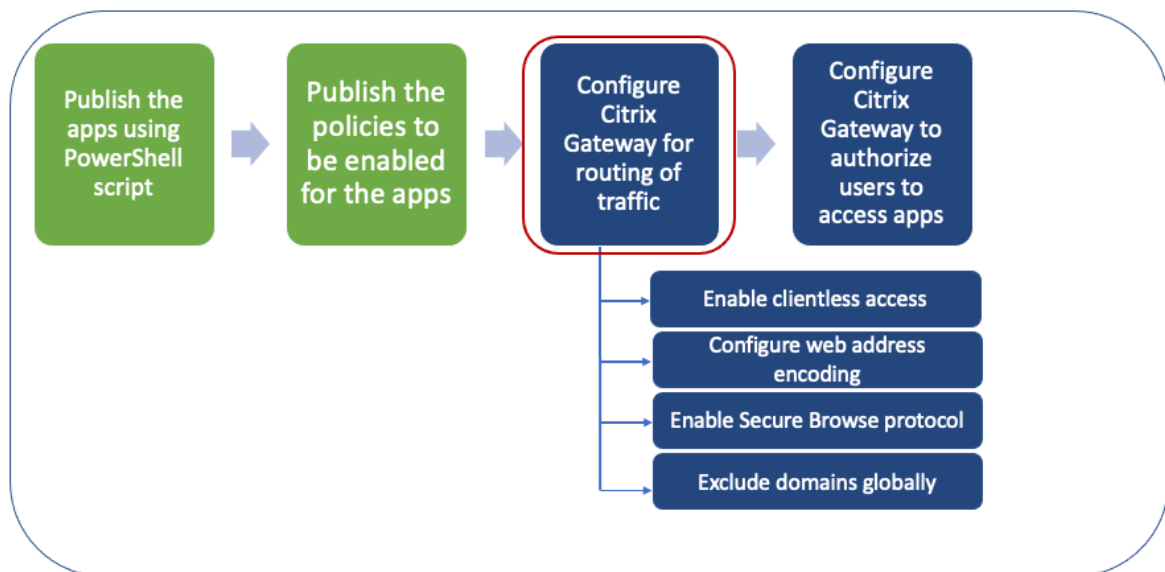 Publish the
apps using
PowerShell
script
Publish the
policies to
be enabled
for the apps
Configure
Citrix
Gateway for
routing of
traffic
Configure
Citrix
Gateway to
authorize
users to
access apps
Enable clientless access
Configure web address
encoding
Enable Secure Browse protocol
Exclude domains globally